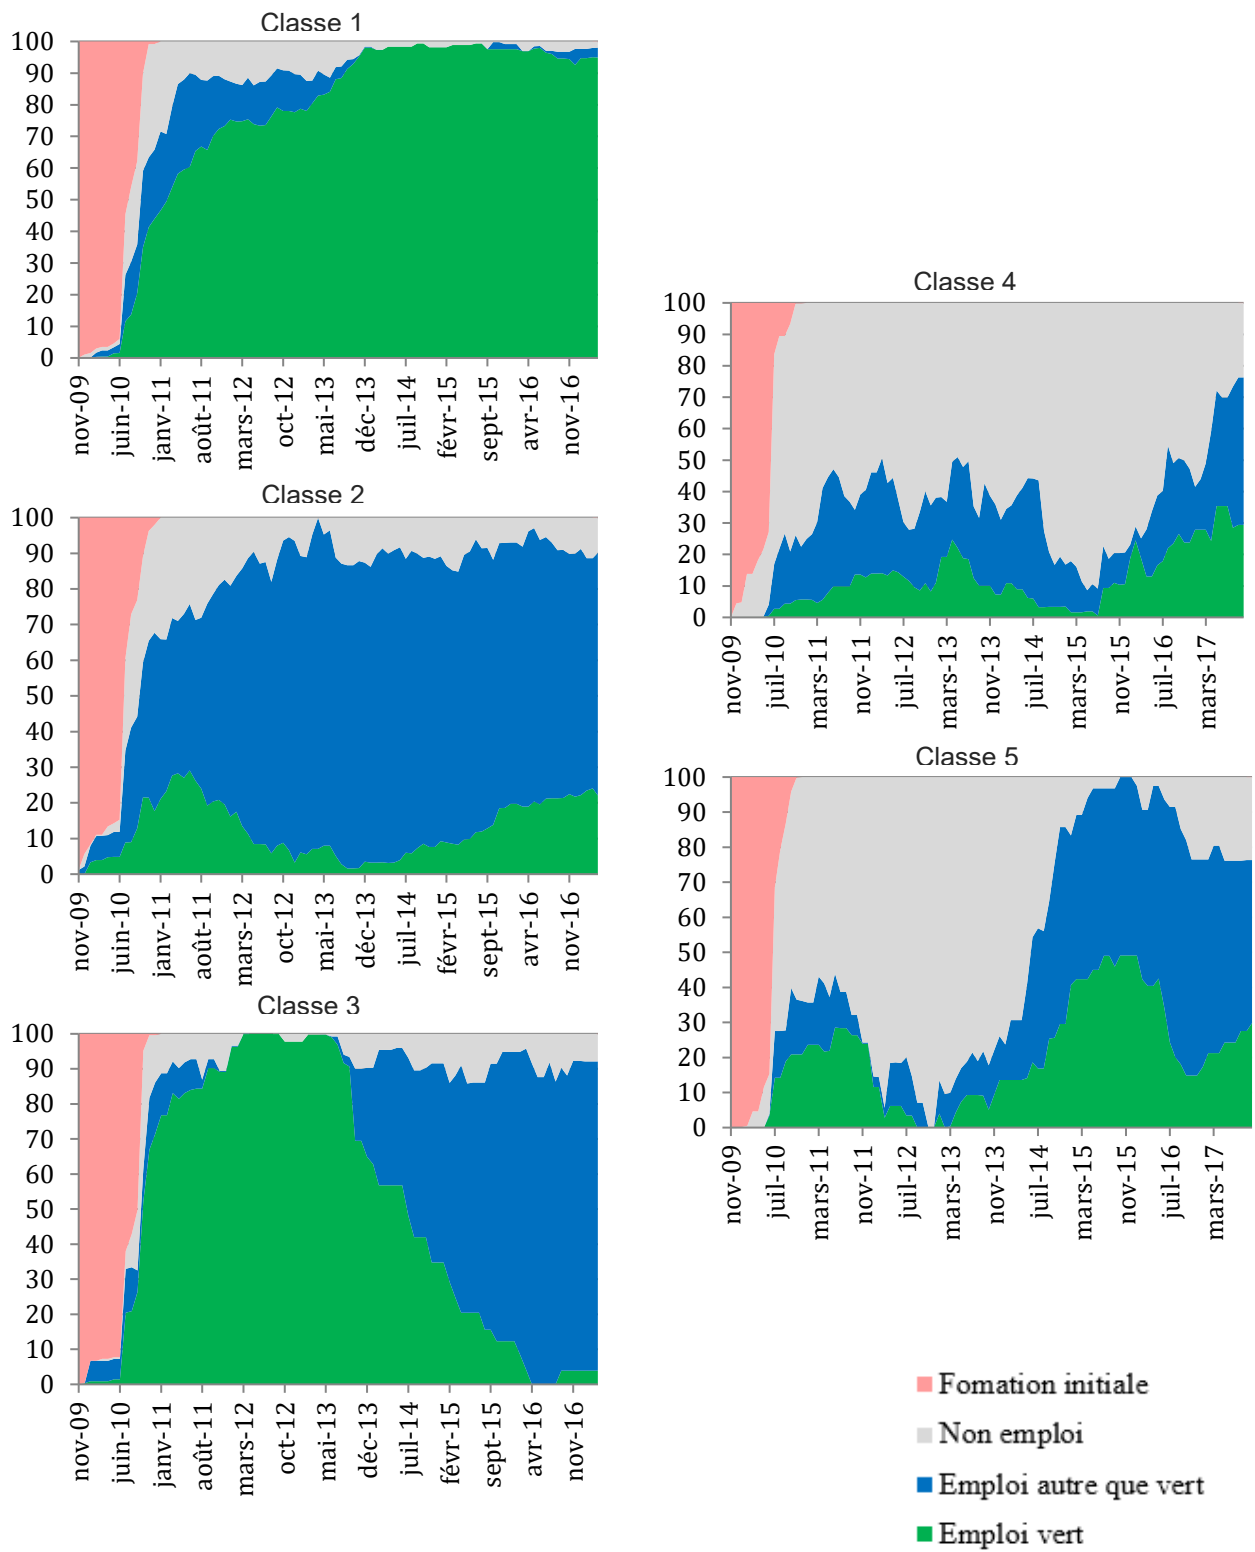 Classe 1
100
90
80
70
60
50
40
30
20
10
0
nov-09
juin-10
janv-11
août-11
mars-12
oct-12
mai-13
déc-13
juil-14
févr-15
sept-15
avr-16
nov-16
Classe 2
100
90
80
70
60
50
40
30
20
10
0
nov-09
juin-10
janv-11
août-11
mars-12
oct-12
mai-13
déc-13
juil-14
févr-15
sept-15
avr-16
nov-16
Classe 3
100
90
80
70
60
50
40
30
20
10
0
nov-09
juin-10
janv-11
août-11
mars-12
oct-12
mai-13
déc-13
juil-14
févr-15
sept-15
avr-16
nov-16
Classe 4
100
90
80
70
60
50
40
30
20
10
0
nov-09
juil-10
mars-11
nov-11
juil-12
mars-13
nov-13
juil-14
mars-15
nov-15
juil-16
mars-17
Classe 5
100
90
80
70
60
50
40
30
20
10
0
nov-09
juil-10
mars-11
nov-11
juil-12
mars-13
nov-13
juil-14
mars-15
nov-15
juil-16
mars-17
Fomation initiale
Non emploi
Emploi autre que vert
Emploi vert